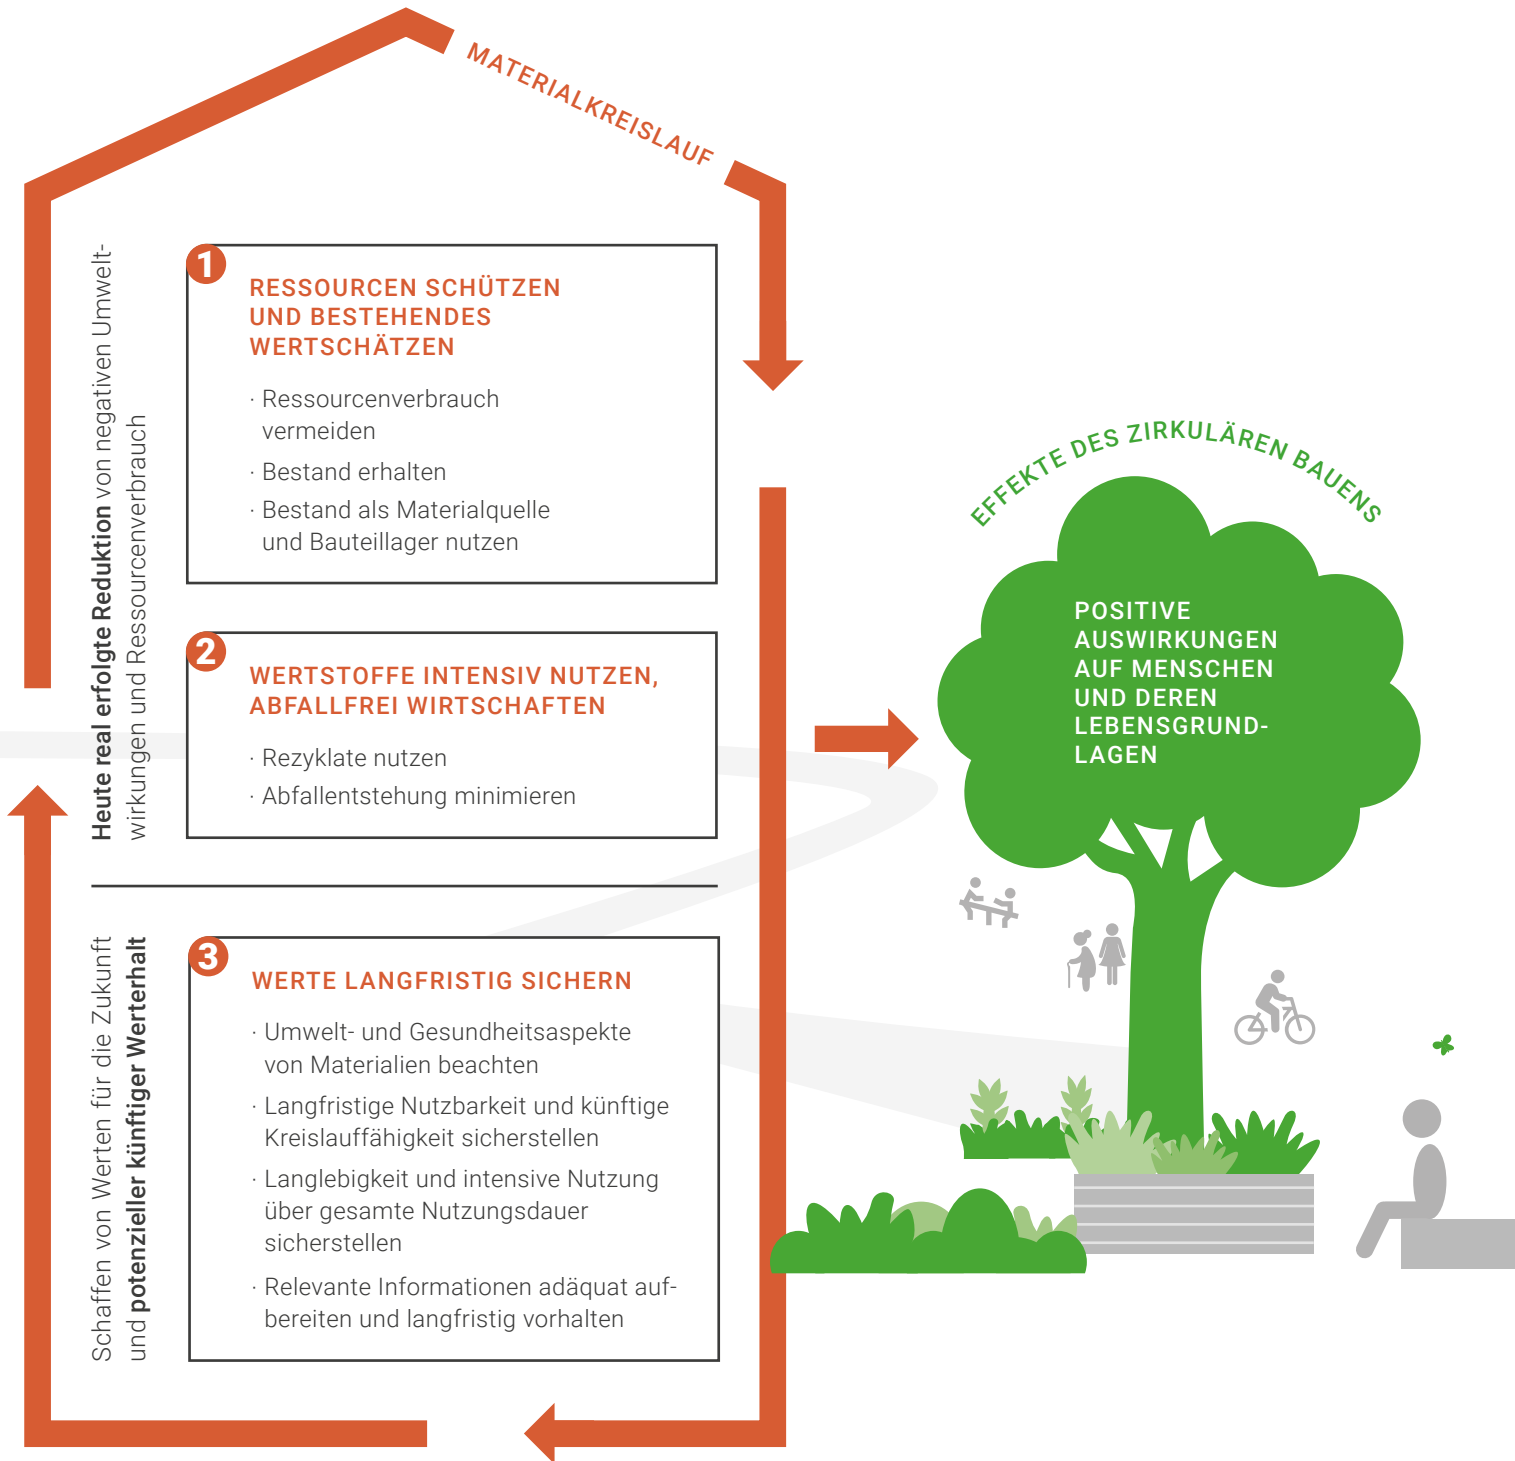 MATERIALKREISLAUF
Heute real erfolgte Reduktion von negativen Umwelt-
wirkungen und Ressourcenverbrauch
1
RESSOURCEN SCHÜTZEN
UND BESTEHENDES
WERTSCHÄTZEN
· Ressourcenverbrauch
vermeiden
· Bestand erhalten
· Bestand als Materialquelle
und Bauteillager nutzen
2
WERTSTOFFE INTENSIV NUTZEN,
ABFALLFREI WIRTSCHAFTEN
· Rezyklate nutzen
· Abfallentstehung minimieren
Schaffen von Werten für die Zukunft
und potenzieller künftiger Werterhalt
3
WERTE LANGFRISTIG SICHERN
· Umwelt- und Gesundheitsaspekte
von Materialien beachten
· Langfristige Nutzbarkeit und künftige
Kreislauffähigkeit sicherstellen
· Langlebigkeit und intensive Nutzung
über gesamte Nutzungsdauer
sicherstellen
· Relevante Informationen adäquat auf-
bereiten und langfristig vorhalten
EFFEKTE DES ZIRKULÄREN BAUENS
POSITIVE
AUSWIRKUNGEN
AUF MENSCHEN
UND DEREN
LEBENSGRUND-
LAGEN